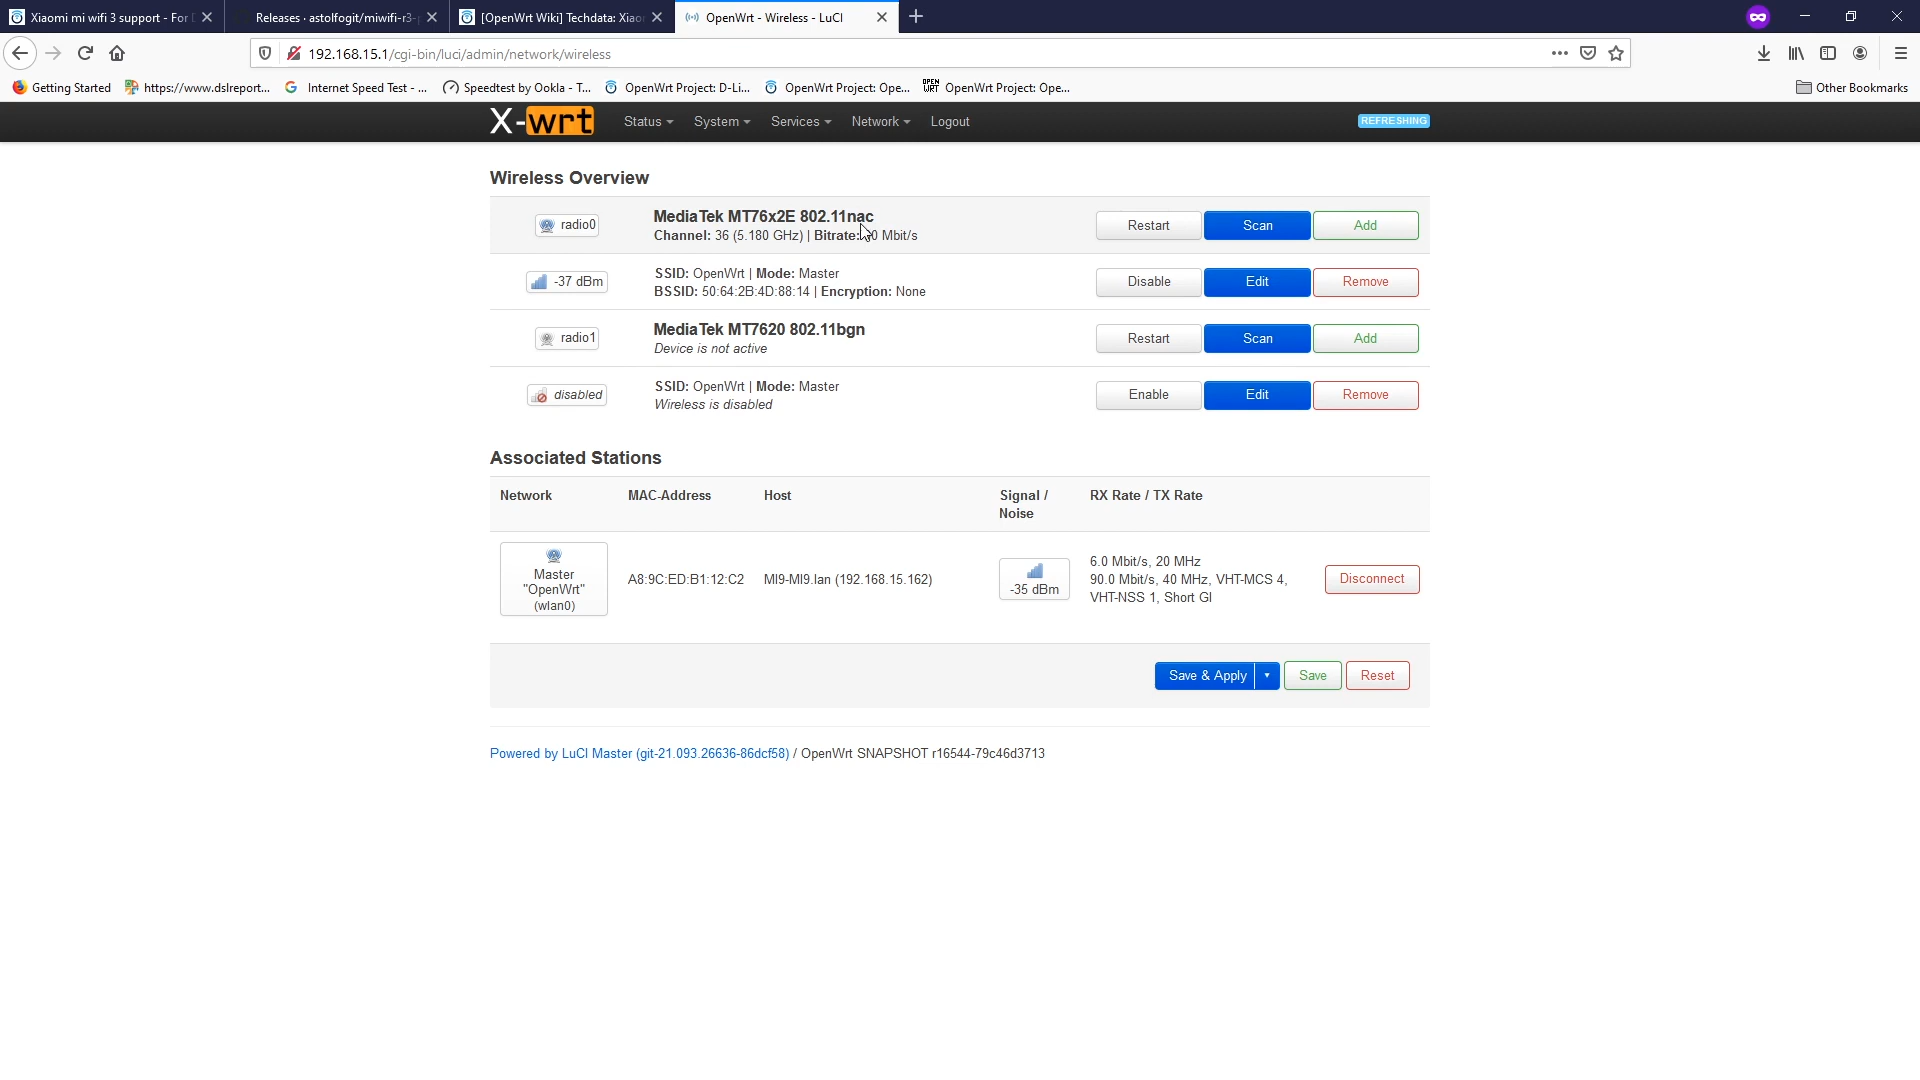 Xiaomi mi wifi 3 support - For
Releases · astolfogit/miwifi-r3-
[OpenWrt Wiki] Techdata: Xiao
OpenWrt - Wireless - LuCI
192.168.15.1/cgi-bin/luci/admin/network/wireless
Getting Started
https://www.dslreport...
Internet Speed Test - ...
Speedtest by Ookla - T...
OpenWrt Project: D-Li...
OpenWrt Project: Ope...
OpenWrt Project: Ope...
Other Bookmarks
X-wrt
Status
System
Services
Network
Logout
REFRESHING
Wireless Overview
radio0
MediaTek MT76x2E 802.11nac
Channel: 36 (5.180 GHz) | Bitrate: Mbit/s
Restart
Scan
Add
-37 dBm
SSID: OpenWrt | Mode: Master
BSSID: 50:64:2B:4D:88:14 | Encryption: None
Disable
Edit
Remove
radio1
MediaTek MT7620 802.11bgn
Device is not active
Restart
Scan
Add
disabled
SSID: OpenWrt | Mode: Master
Wireless is disabled
Enable
Edit
Remove
Associated Stations
Network
MAC-Address
Host
Signal /
Noise
RX Rate / TX Rate
Master
"OpenWrt"
(wlan0)
A8:9C:ED:B1:12:C2
MI9-MI9.lan (192.168.15.162)
-35 dBm
6.0 Mbit/s, 20 MHz
90.0 Mbit/s, 40 MHz, VHT-MCS 4,
VHT-NSS 1, Short GI
Disconnect
Save & Apply
Save
Reset
Powered by LuCI Master (git-21.093.26636-86dcf58) / OpenWrt SNAPSHOT r16544-79c46d3713